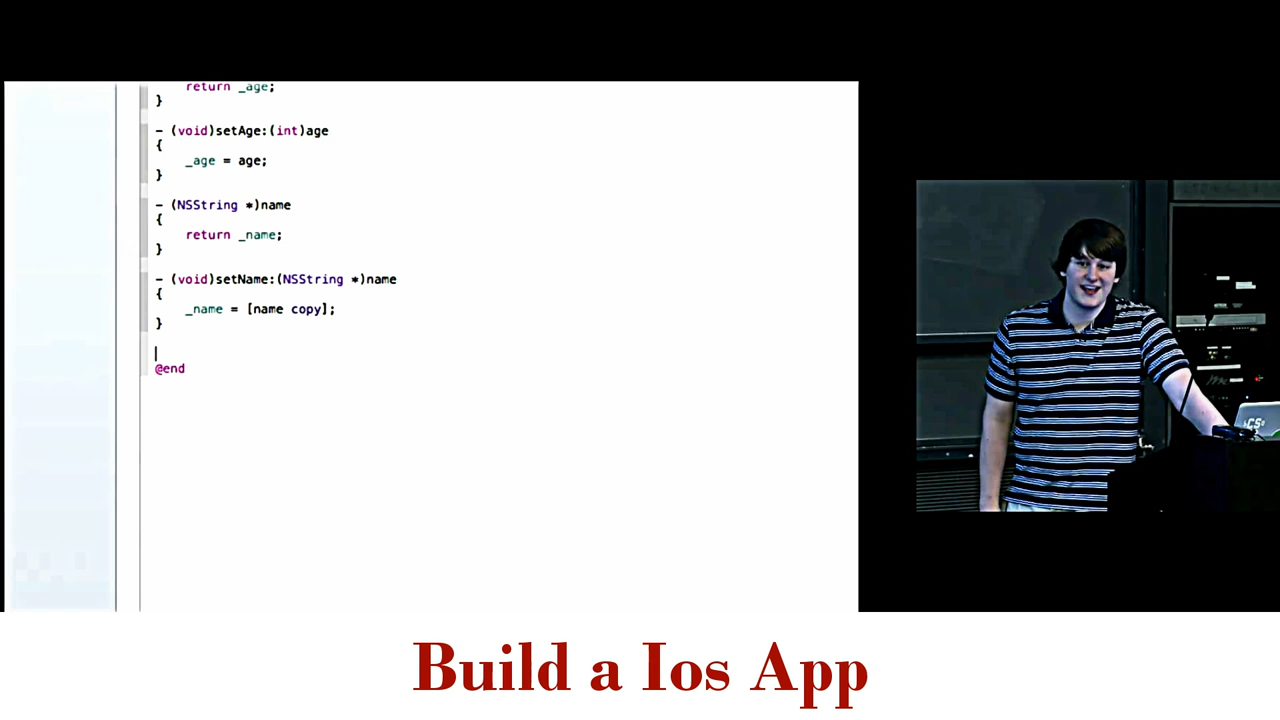 return _age;
}
- (void)setAge:(int)age
{
_age = age;
}
- (NSString *)name
{
return _name;
}
- (void)setName:(NSString *)name
{
_name = [name copy];
}
@end
Build a Ios App